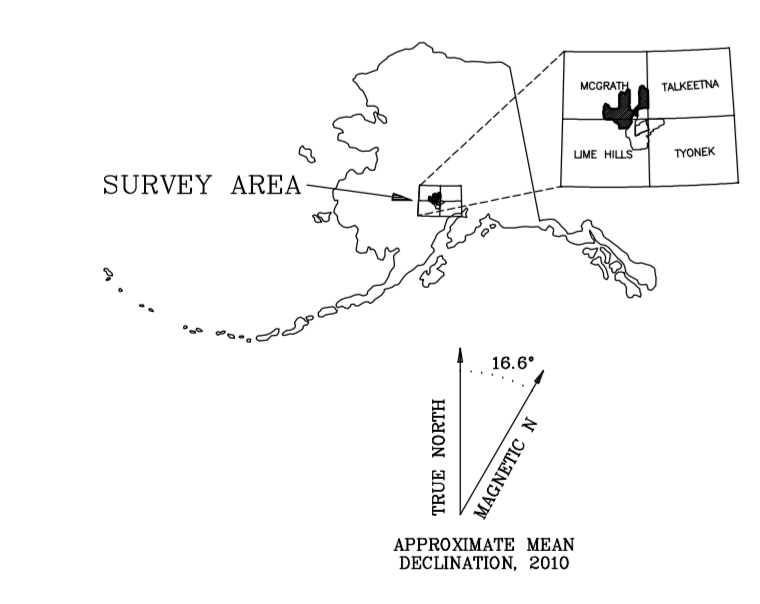 MCGRATH
TALKEETNA
LIME HILLS
TYONEK
SURVEY AREA
16.6°
TRUE NORTH
MAGNETIC N
APPROXIMATE MEAN
DECLINATION, 2010